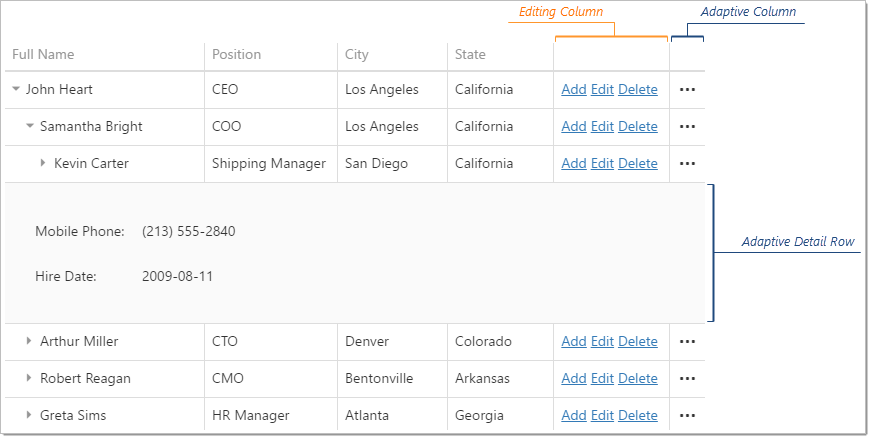 Editing Column Adaptive Column
Full Name Position City State
John Heart CEO Los Angeles California Add Edit Delete •••
Samantha Bright COO Los Angeles California Add Edit Delete •••
Kevin Carter Shipping Manager San Diego California Add Edit Delete •••
Mobile Phone: (213) 555-2840
Adaptive Detail Row
Hire Date: 2009-08-11
Arthur Miller CTO Denver Colorado Add Edit Delete •••
Robert Reagan CMO Bentonville Arkansas Add Edit Delete •••
Greta Sims HR Manager Atlanta Georgia Add Edit Delete •••